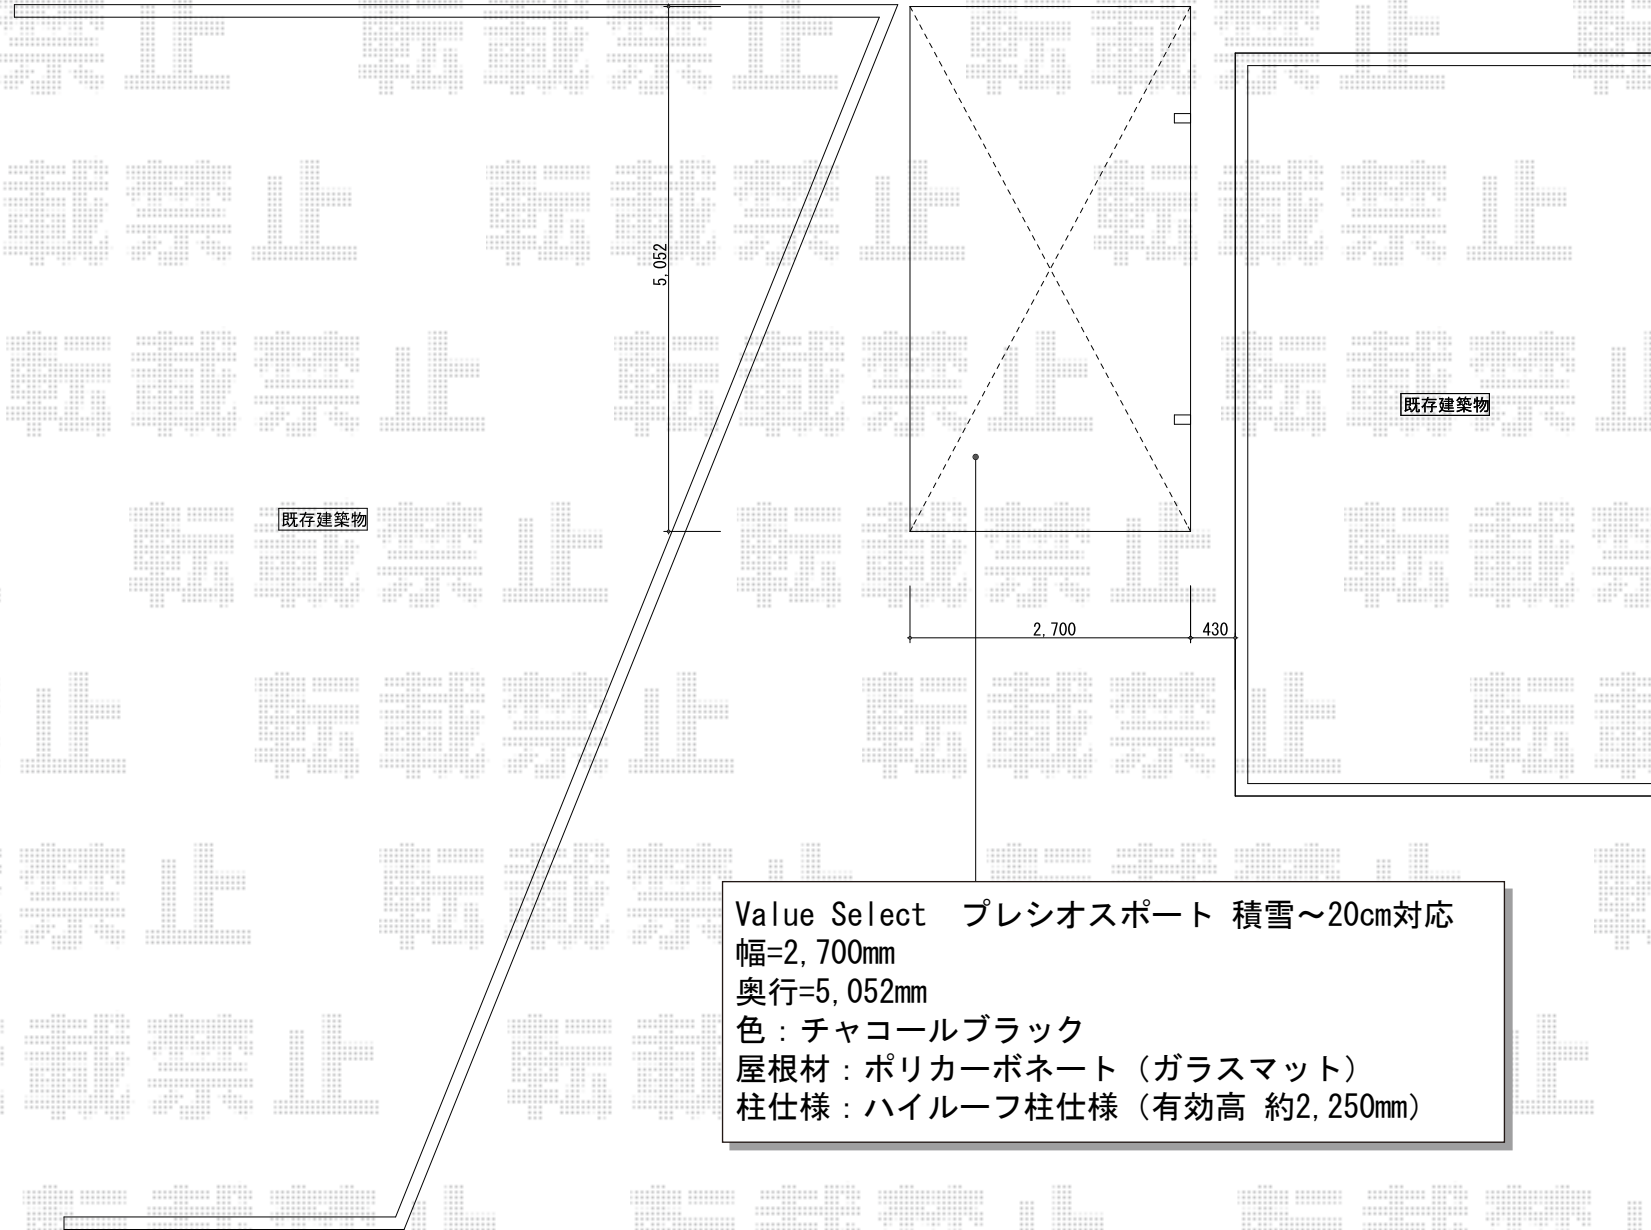 5,052
既存建築物
既存建築物
2,700
430
Value Select　プレシオスポート 積雪～20cm対応
幅=2,700mm
奥行=5,052mm
色：チャコールブラック
屋根材：ポリカーボネート（ガラスマット）
柱仕様：ハイルーフ柱仕様（有効高 約2,250mm）
転載禁止